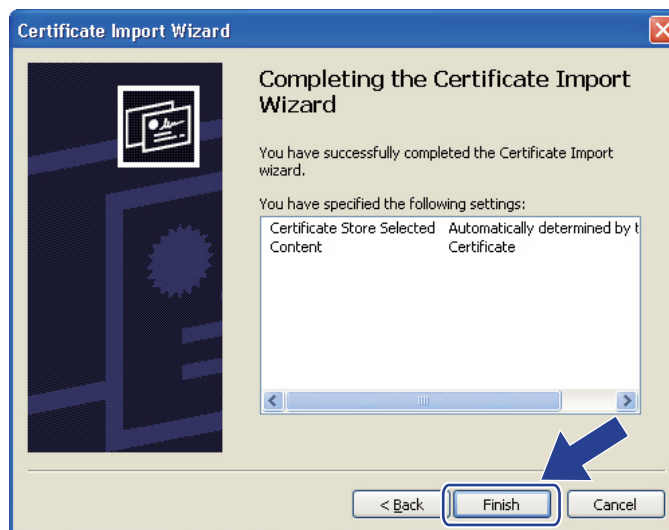 Certificate Import Wizard
Completing the Certificate Import
Wizard
You have successfully completed the Certificate Import
wizard.
You have specified the following settings:
Certificate Store Selected Automatically determined by t
Content Certificate
< Back Finish Cancel